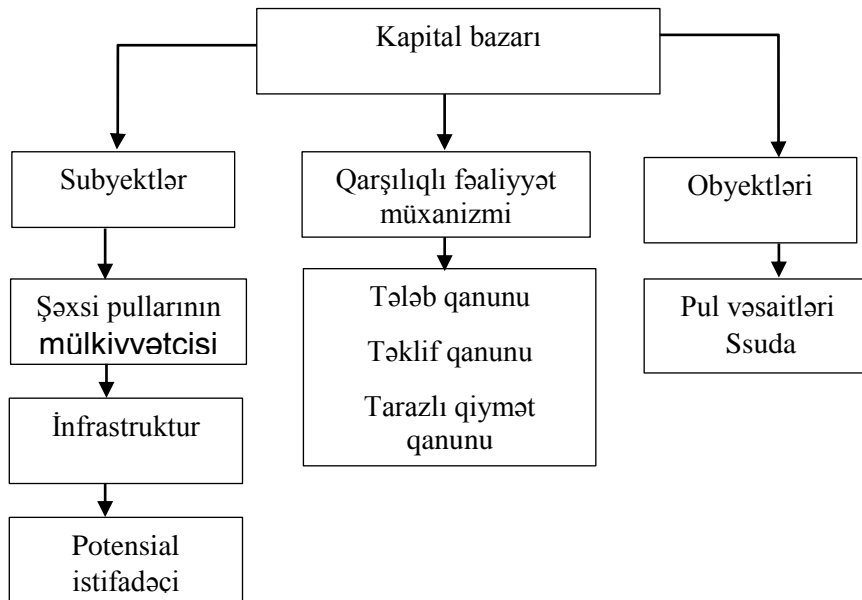 Kapital bazarı
Subyektlər
Qarşılıqlı fəaliyyət
müxanizmi
Obyektləri
Şəxsi pullarının
mülkivvətcisi
Tələb qanunu
Təklif qanunu
Tarazlı qiymət
qanunu
Pul vəsaitləri
Ssuda
İnfrastruktur
Potensial
istifadəçi